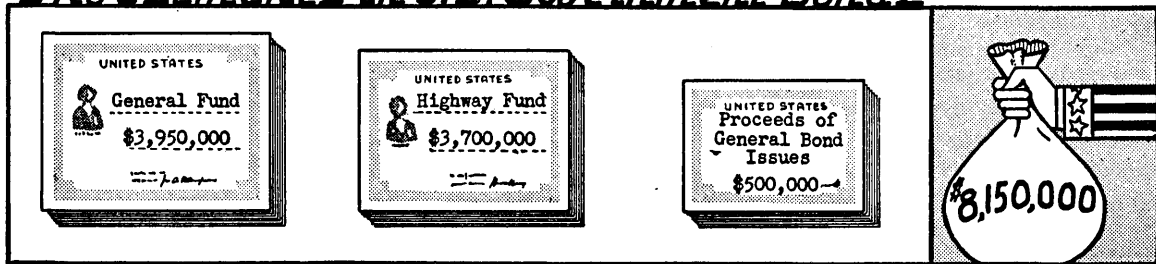 UNITED STATES
General Fund
$3,950,000
UNITED STATES
Highway Fund
$3,700,000
UNITED STATES
Proceeds of
General Bond
Issues
$500,000
$8,150,000